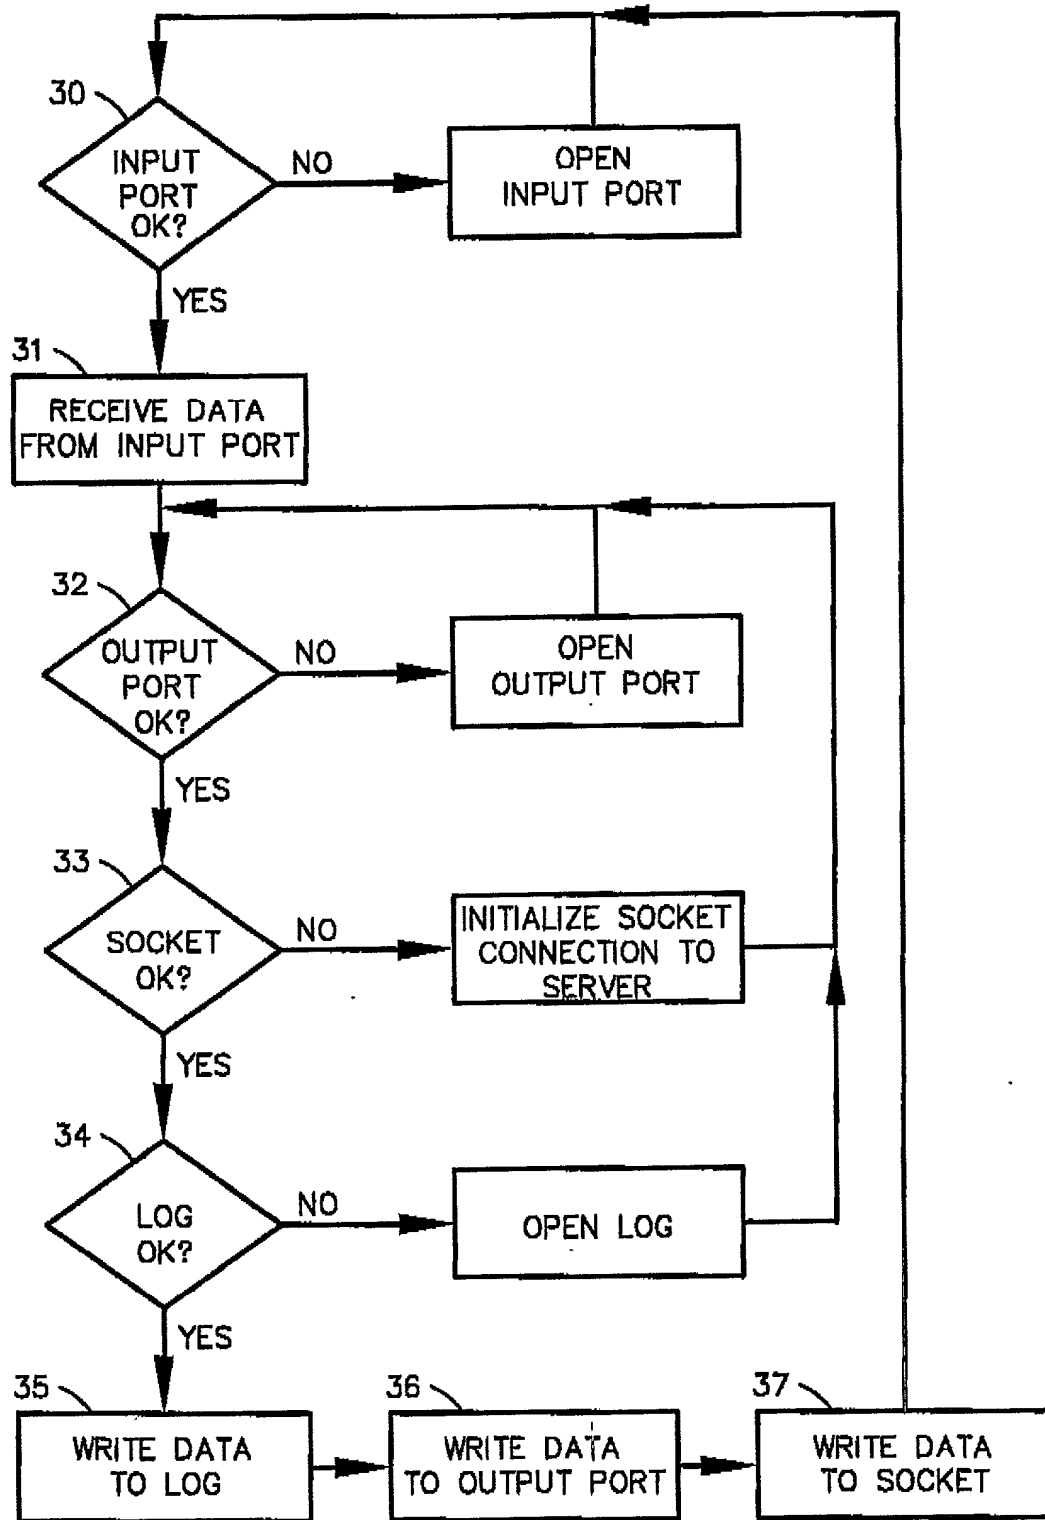 30
INPUT
PORT
OK?
NO
OPEN
INPUT PORT
YES
31
RECEIVE DATA
FROM INPUT PORT
32
OUTPUT
PORT
OK?
NO
OPEN
OUTPUT PORT
YES
33
SOCKET
OK?
NO
INITIALIZE SOCKET
CONNECTION TO
SERVER
YES
34
LOG
OK?
NO
OPEN LOG
YES
35
WRITE DATA
TO LOG
36
WRITE DATA
TO OUTPUT PORT
37
WRITE DATA
TO SOCKET